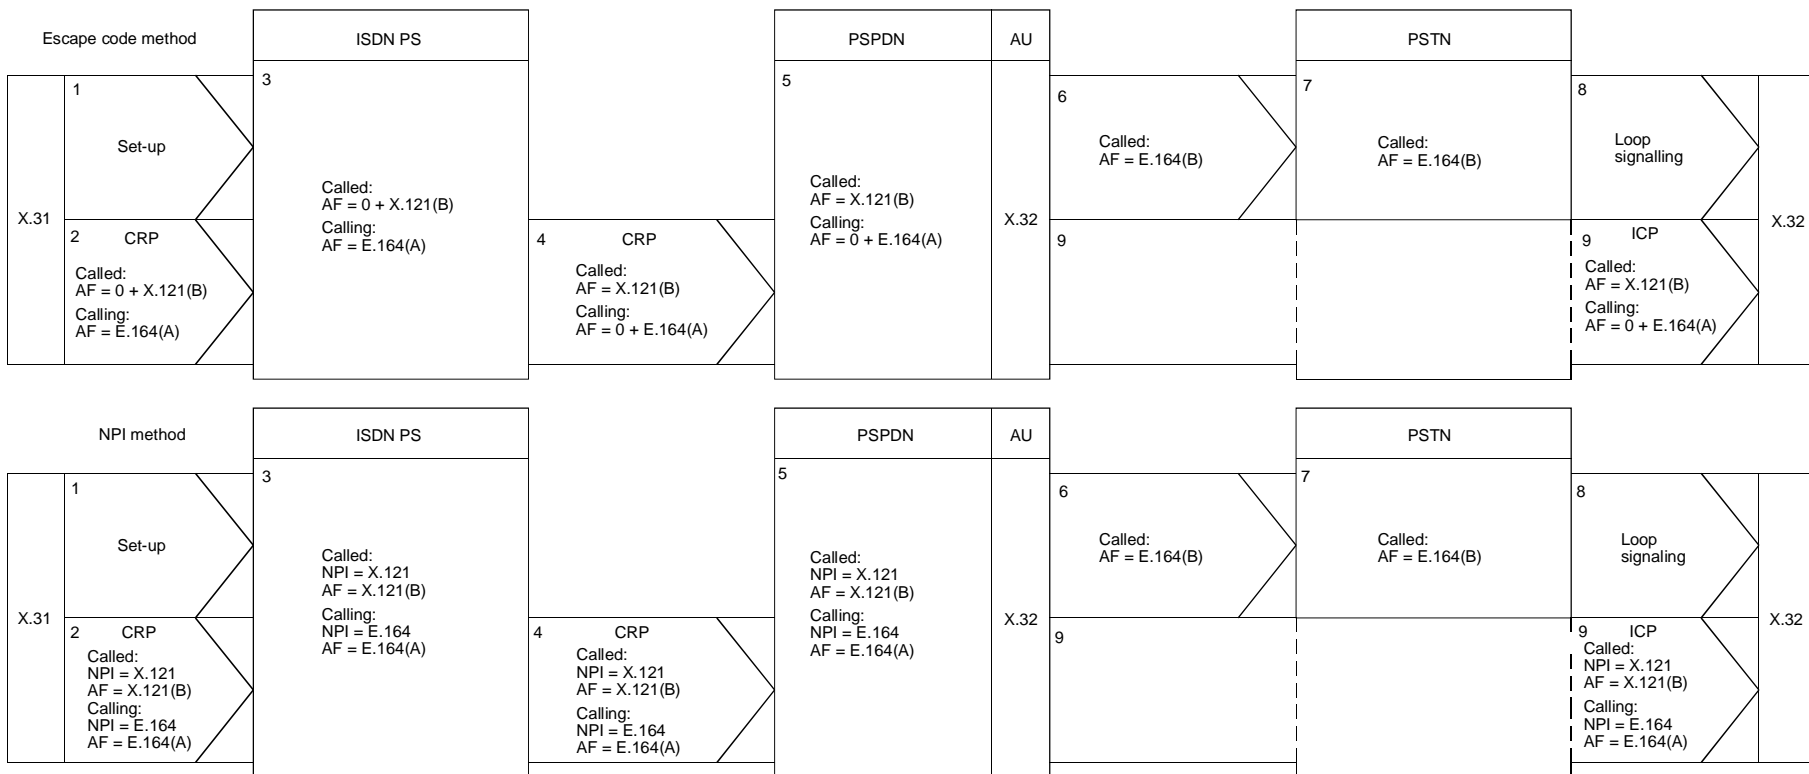 Escape code method
ISDN PS
PSPDN
AU
PSTN
X.31
1
Set-up
2
CRP
Called:
AF = 0 + X.121(B)
Calling:
AF = E.164(A)
3
Called:
AF = 0 + X.121(B)
Calling:
AF = E.164(A)
4
CRP
Called:
AF = X.121(B)
Calling:
AF = 0 + E.164(A)
5
Called:
AF = X.121(B)
Calling:
AF = 0 + E.164(A)
X.32
6
Called:
AF = E.164(B)
9
7
Called:
AF = E.164(B)
8
Loop
signalling
9
ICP
Called:
AF = X.121(B)
Calling:
AF = 0 + E.164(A)
X.32
NPI method
ISDN PS
PSPDN
AU
PSTN
X.31
1
Set-up
2
CRP
Called:
NPI = X.121
AF = X.121(B)
Calling:
NPI = E.164
AF = E.164(A)
3
Called:
NPI = X.121
AF = X.121(B)
Calling:
NPI = E.164
AF = E.164(A)
4
CRP
Called:
NPI = X.121
AF = X.121(B)
Calling:
NPI = E.164
AF = E.164(A)
5
Called:
NPI = X.121
AF = X.121(B)
Calling:
NPI = E.164
AF = E.164(A)
X.32
6
Called:
AF = E.164(B)
9
7
Called:
AF = E.164(B)
8
Loop
signaling
9
ICP
Called:
NPI = X.121
AF = X.121(B)
Calling:
NPI = E.164
AF = E.164(A)
X.32